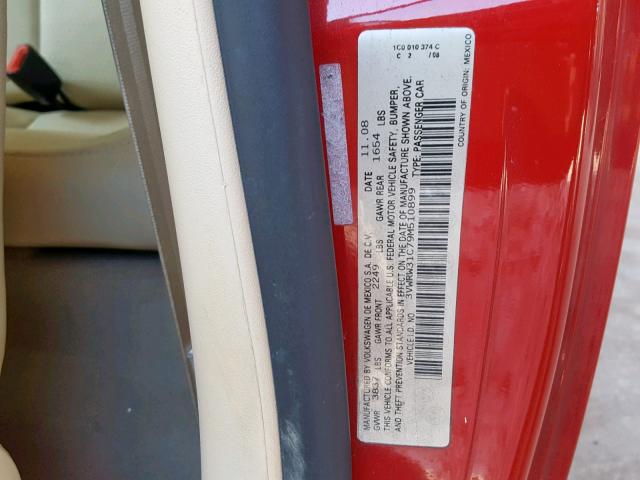 1C0 010 374 C
C 2 /08
MANUFACTURED BY VOLKSWAGEN DE MEXICO S.A. DE C.V. DATE 11.08
GVWR LBS GAWR FRONT 2249 LBS GAWR REAR 1654 LBS
THIS VEHICLE CONFORMS TO ALL APPLICABLE U.S. FEDERAL MOTOR VEHICLE SAFETY, BUMPER,
AND THEFT PREVENTION STANDARDS IN EFFECT ON THE DATE OF MANUFACTURE SHOWN ABOVE.
VEHICLE I.D. NO. 3VWRW31C79M510899 TYPE: PASSENGER CAR
COUNTRY OF ORIGIN: MEXICO